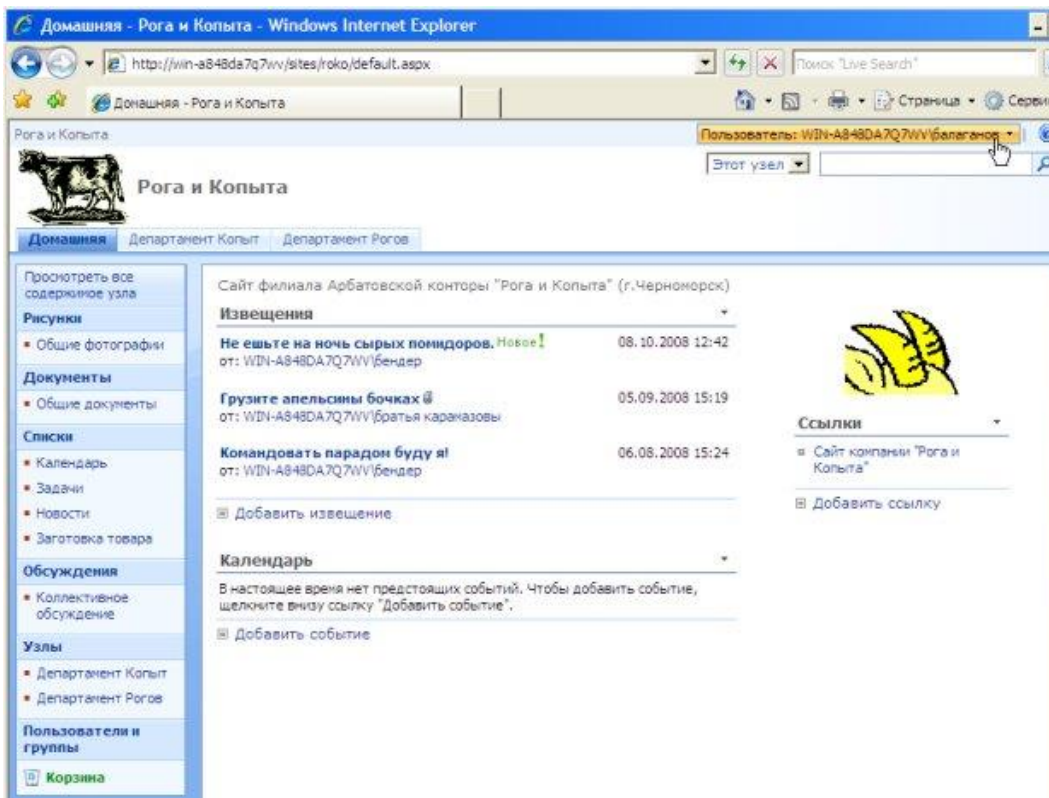 Домашняя - Рога и Копыта - Windows Internet Explorer
http://win-a848da7q7wv/sites/roko/default.aspx
Поиск "Live Search"
Домашняя - Рога и Копыта
Страница
Сервис
Рога и Копыта
Пользователь: WIN-A848DA7Q7WV\балаганов
Этот узел
Рога и Копыта
Домашняя
Департамент Копыт
Департамент Рогов
Просмотреть все
содержимое узла
Рисунки
Общие фотографии
Документы
Общие документы
Списки
Календарь
Задачи
Новости
Заготовка товара
Обсуждения
Коллективное
обсуждение
Узлы
Департамент Копыт
Департамент Рогов
Пользователи и
группы
Корзина
Сайт филиала Арбатовской конторы "Рога и Копыта" (г.Черноморск)
Извещения
Не ешьте на ночь сырых помидоров. Новое! 08.10.2008 12:42
от: WIN-A848DA7Q7WV\бендер
Грузите апельсины бочках 05.09.2008 15:19
от: WIN-A848DA7Q7WV\братья карамазовы
Командовать парадом буду я! 06.08.2008 15:24
от: WIN-A848DA7Q7WV\бендер
Добавить извещение
Календарь
В настоящее время нет предстоящих событий. Чтобы добавить событие,
щелкните внизу ссылку "Добавить событие".
Добавить событие
Ссылки
Сайт компании "Рога и
Копыта"
Добавить ссылку